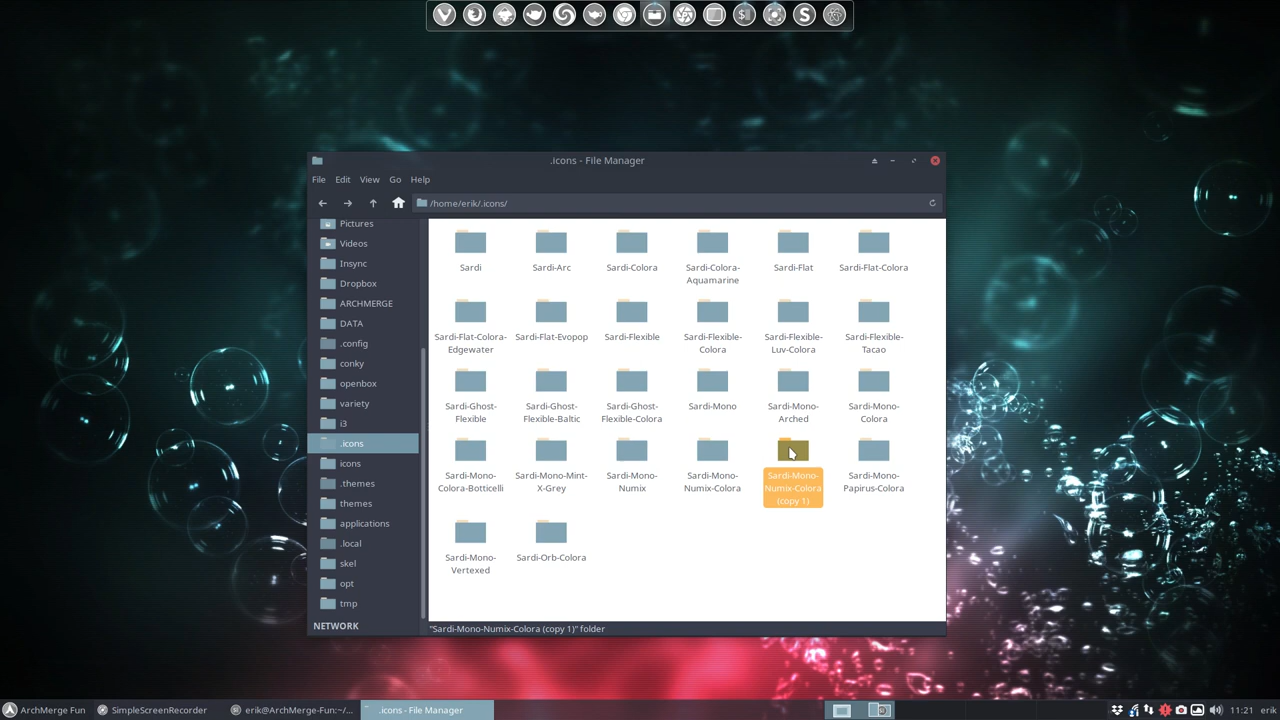 .icons - File Manager
File Edit View Go Help
/home/erik/.icons/
Pictures
Videos
Insync
Dropbox
ARCHMERGE
DATA
.config
conky
openbox
variety
i3
.icons
icons
.themes
themes
applications
.local
skel
opt
tmp
NETWORK
Sardi
Sardi-Arc
Sardi-Colora
Sardi-Colora-
Aquamarine
Sardi-Flat
Sardi-Flat-Colora
Sardi-Flat-Colora-
Edgewater
Sardi-Flat-Evopop
Sardi-Flexible
Sardi-Flexible-
Colora
Sardi-Flexible-
Luv-Colora
Sardi-Flexible-
Tacao
Sardi-Ghost-
Flexible
Sardi-Ghost-
Flexible-Baltic
Sardi-Ghost-
Flexible-Colora
Sardi-Mono
Sardi-Mono-
Arched
Sardi-Mono-
Colora
Sardi-Mono-
Colora-Botticelli
Sardi-Mono-Mint-
X-Grey
Sardi-Mono-
Numix
Sardi-Mono-
Numix-Colora
Sardi-Mono-
Numix-Colora
(copy 1)
Sardi-Mono-
Papirus-Colora
Sardi-Mono-
Vertexed
Sardi-Orb-Colora
"Sardi-Mono-Numix-Colora (copy 1)" folder
ArchMerge Fun
SimpleScreenRecorder
erik@ArchMerge-Fun:~/...
.icons - File Manager
11:21 erik